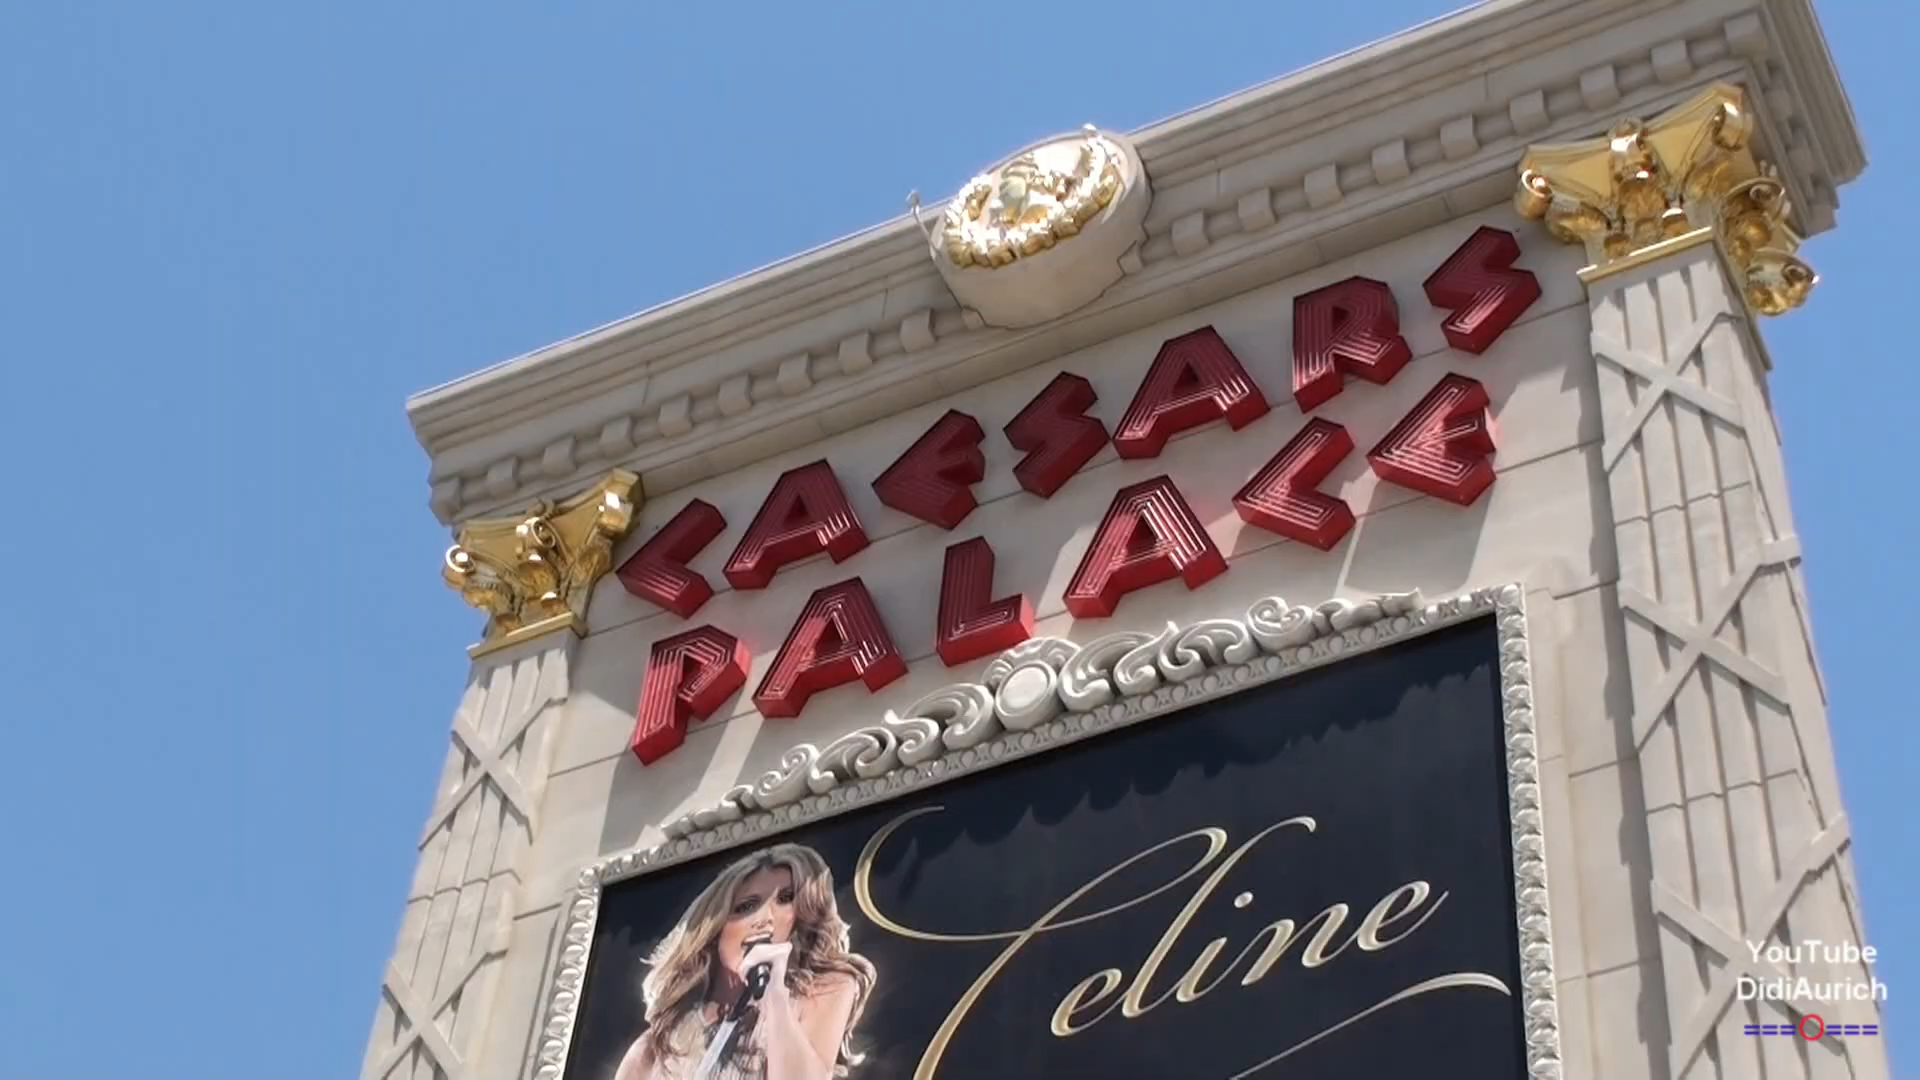 CAESARS
PALACE
Celine
YouTube
DidiAurich
===O===